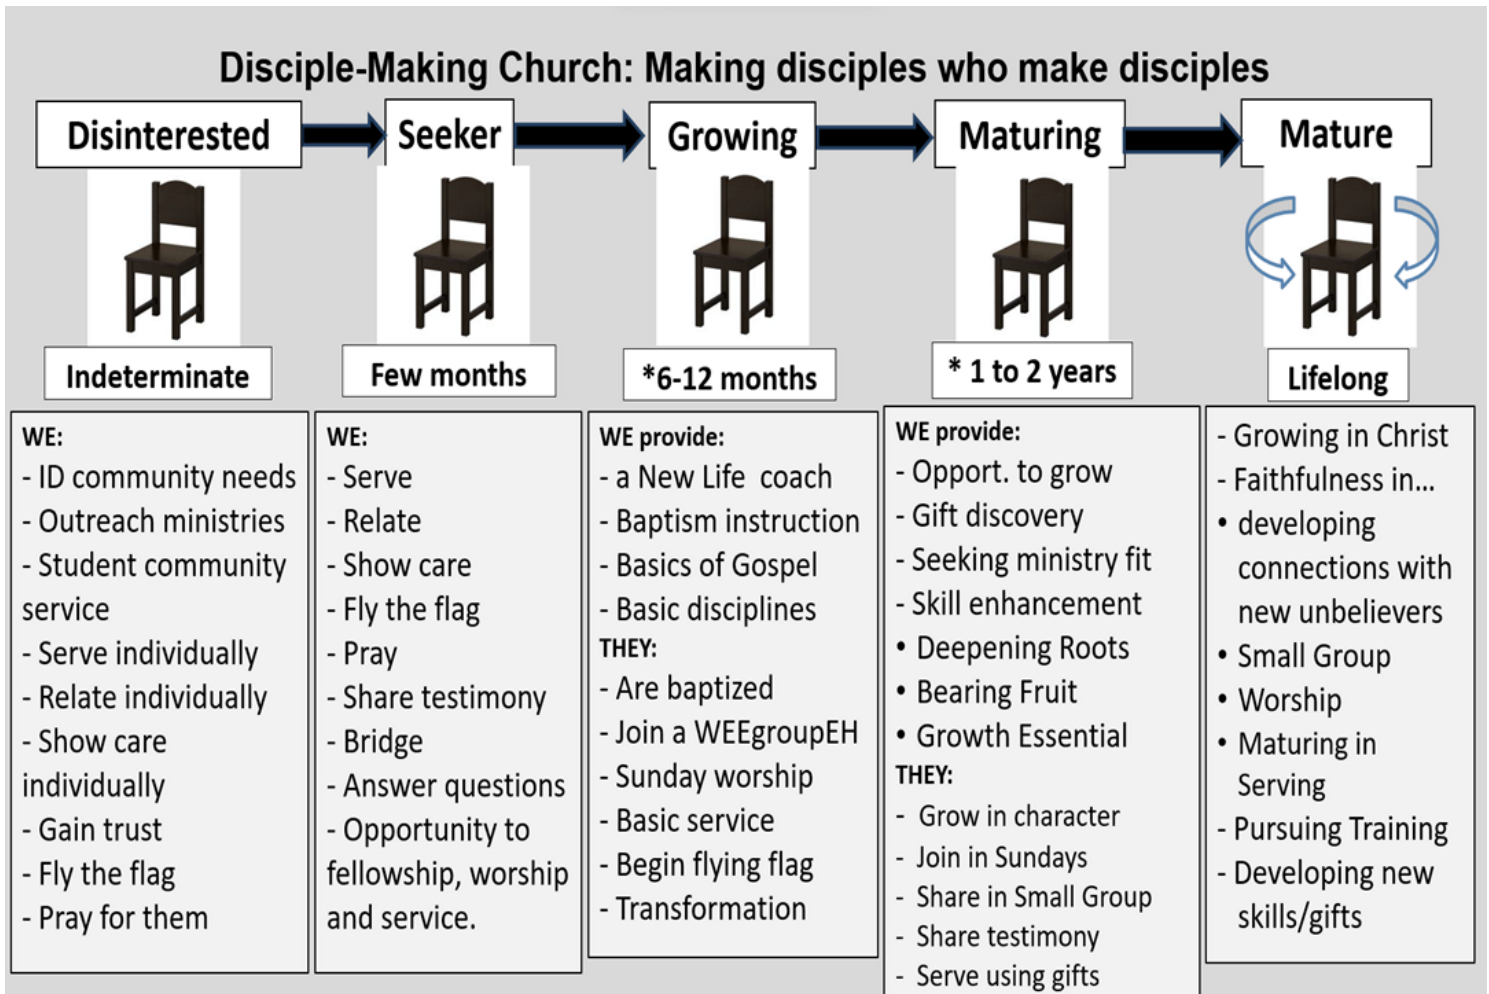 Disciple-Making Church: Making disciples who make disciples
Disinterested
Seeker
Growing
Maturing
Mature
Indeterminate
Few months
*6-12 months
* 1 to 2 years
Lifelong
WE:
- ID community needs
- Outreach ministries
- Student community
service
- Serve individually
- Relate individually
- Show care
individually
- Gain trust
- Fly the flag
- Pray for them
WE:
- Serve
- Relate
- Show care
- Fly the flag
- Pray
- Share testimony
- Bridge
- Answer questions
- Opportunity to
fellowship, worship
and service.
WE provide:
- a New Life coach
- Baptism instruction
- Basics of Gospel
- Basic disciplines
THEY:
- Are baptized
- Join a WEEgroupEH
- Sunday worship
- Basic service
- Begin flying flag
- Transformation
WE provide:
- Opport. to grow
- Gift discovery
- Seeking ministry fit
- Skill enhancement
• Deepening Roots
• Bearing Fruit
• Growth Essential
THEY:
- Grow in character
- Join in Sundays
- Share in Small Group
- Share testimony
- Serve using gifts
- Growing in Christ
- Faithfulness in...
• developing
connections with
new unbelievers
• Small Group
• Worship
• Maturing in
Serving
- Pursuing Training
- Developing new
skills/gifts